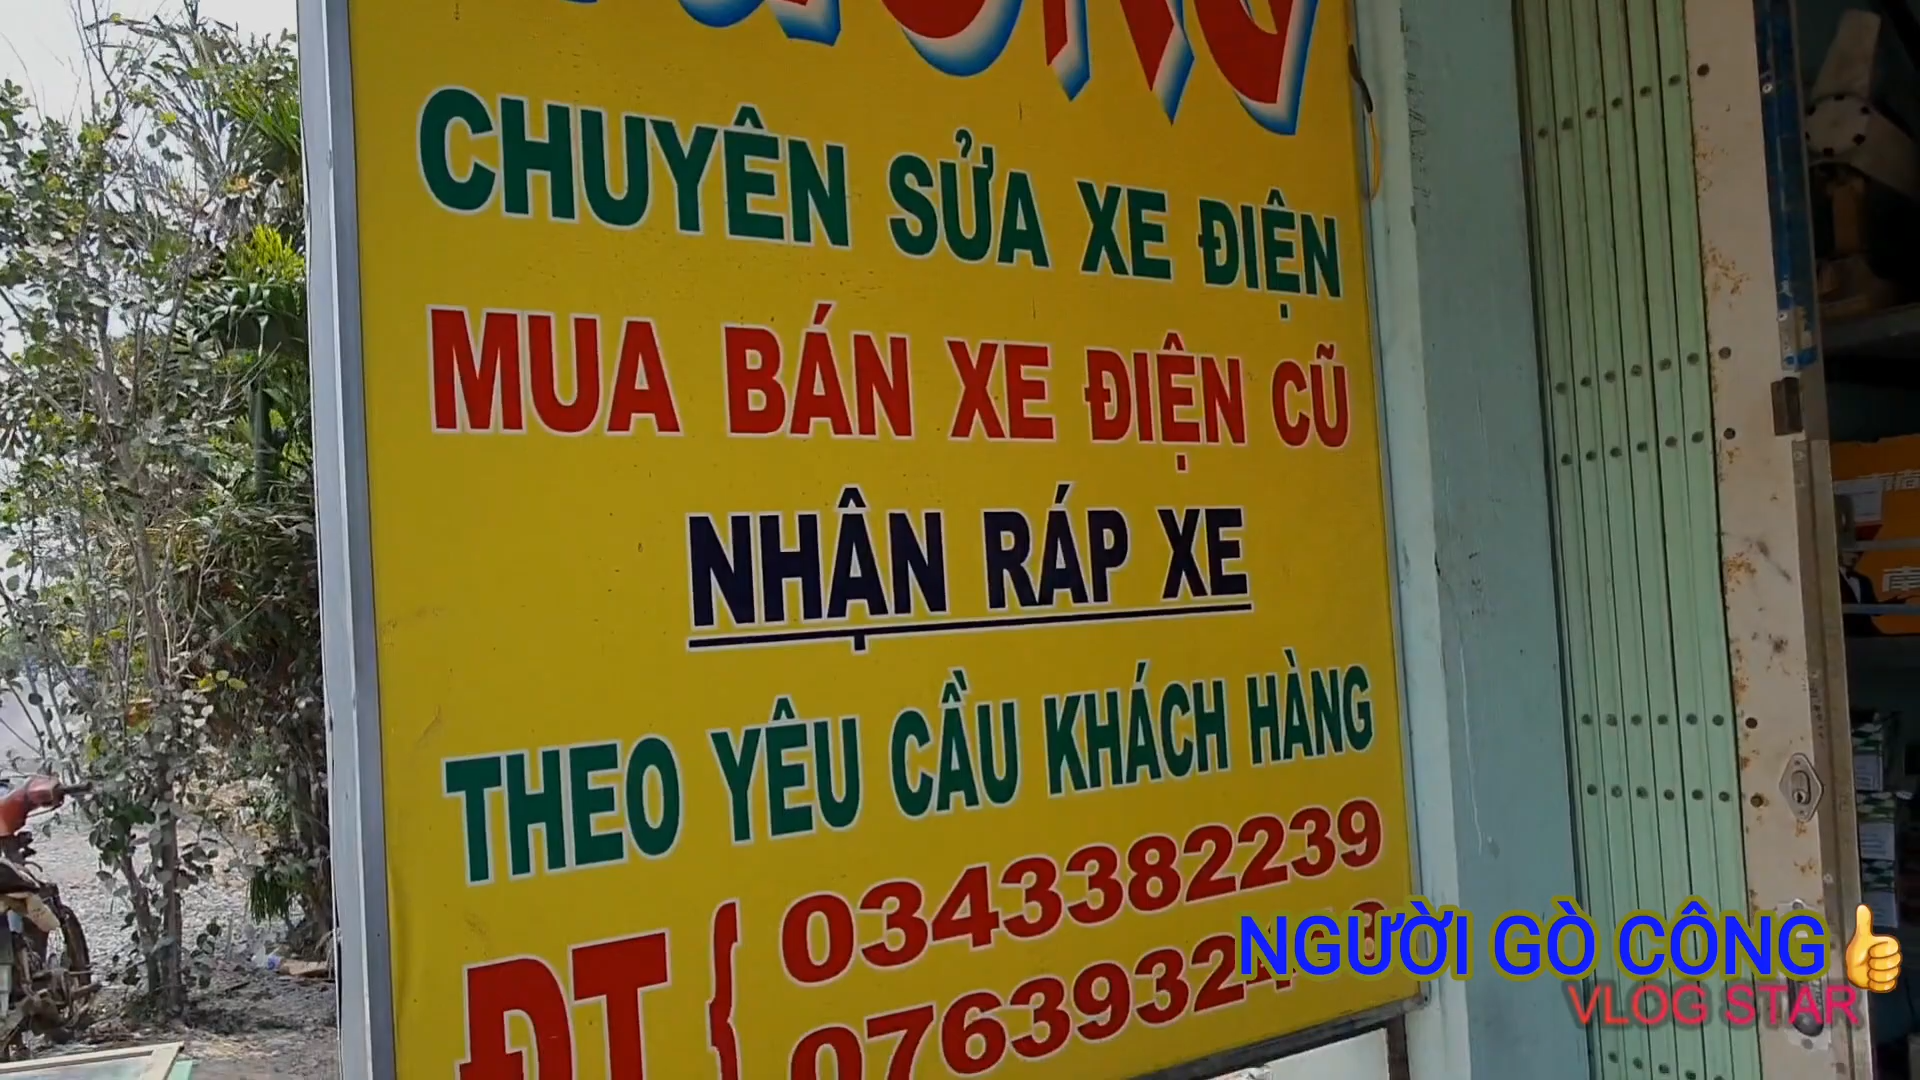 CHUYÊN SỬA XE ĐIỆN
MUA BÁN XE ĐIỆN CŨ
NHẬN RÁP XE
THEO YÊU CẦU KHÁCH HÀNG
ĐT { 0343382239
NGƯỜI GÒ CÔNG👍
VLOG STAR